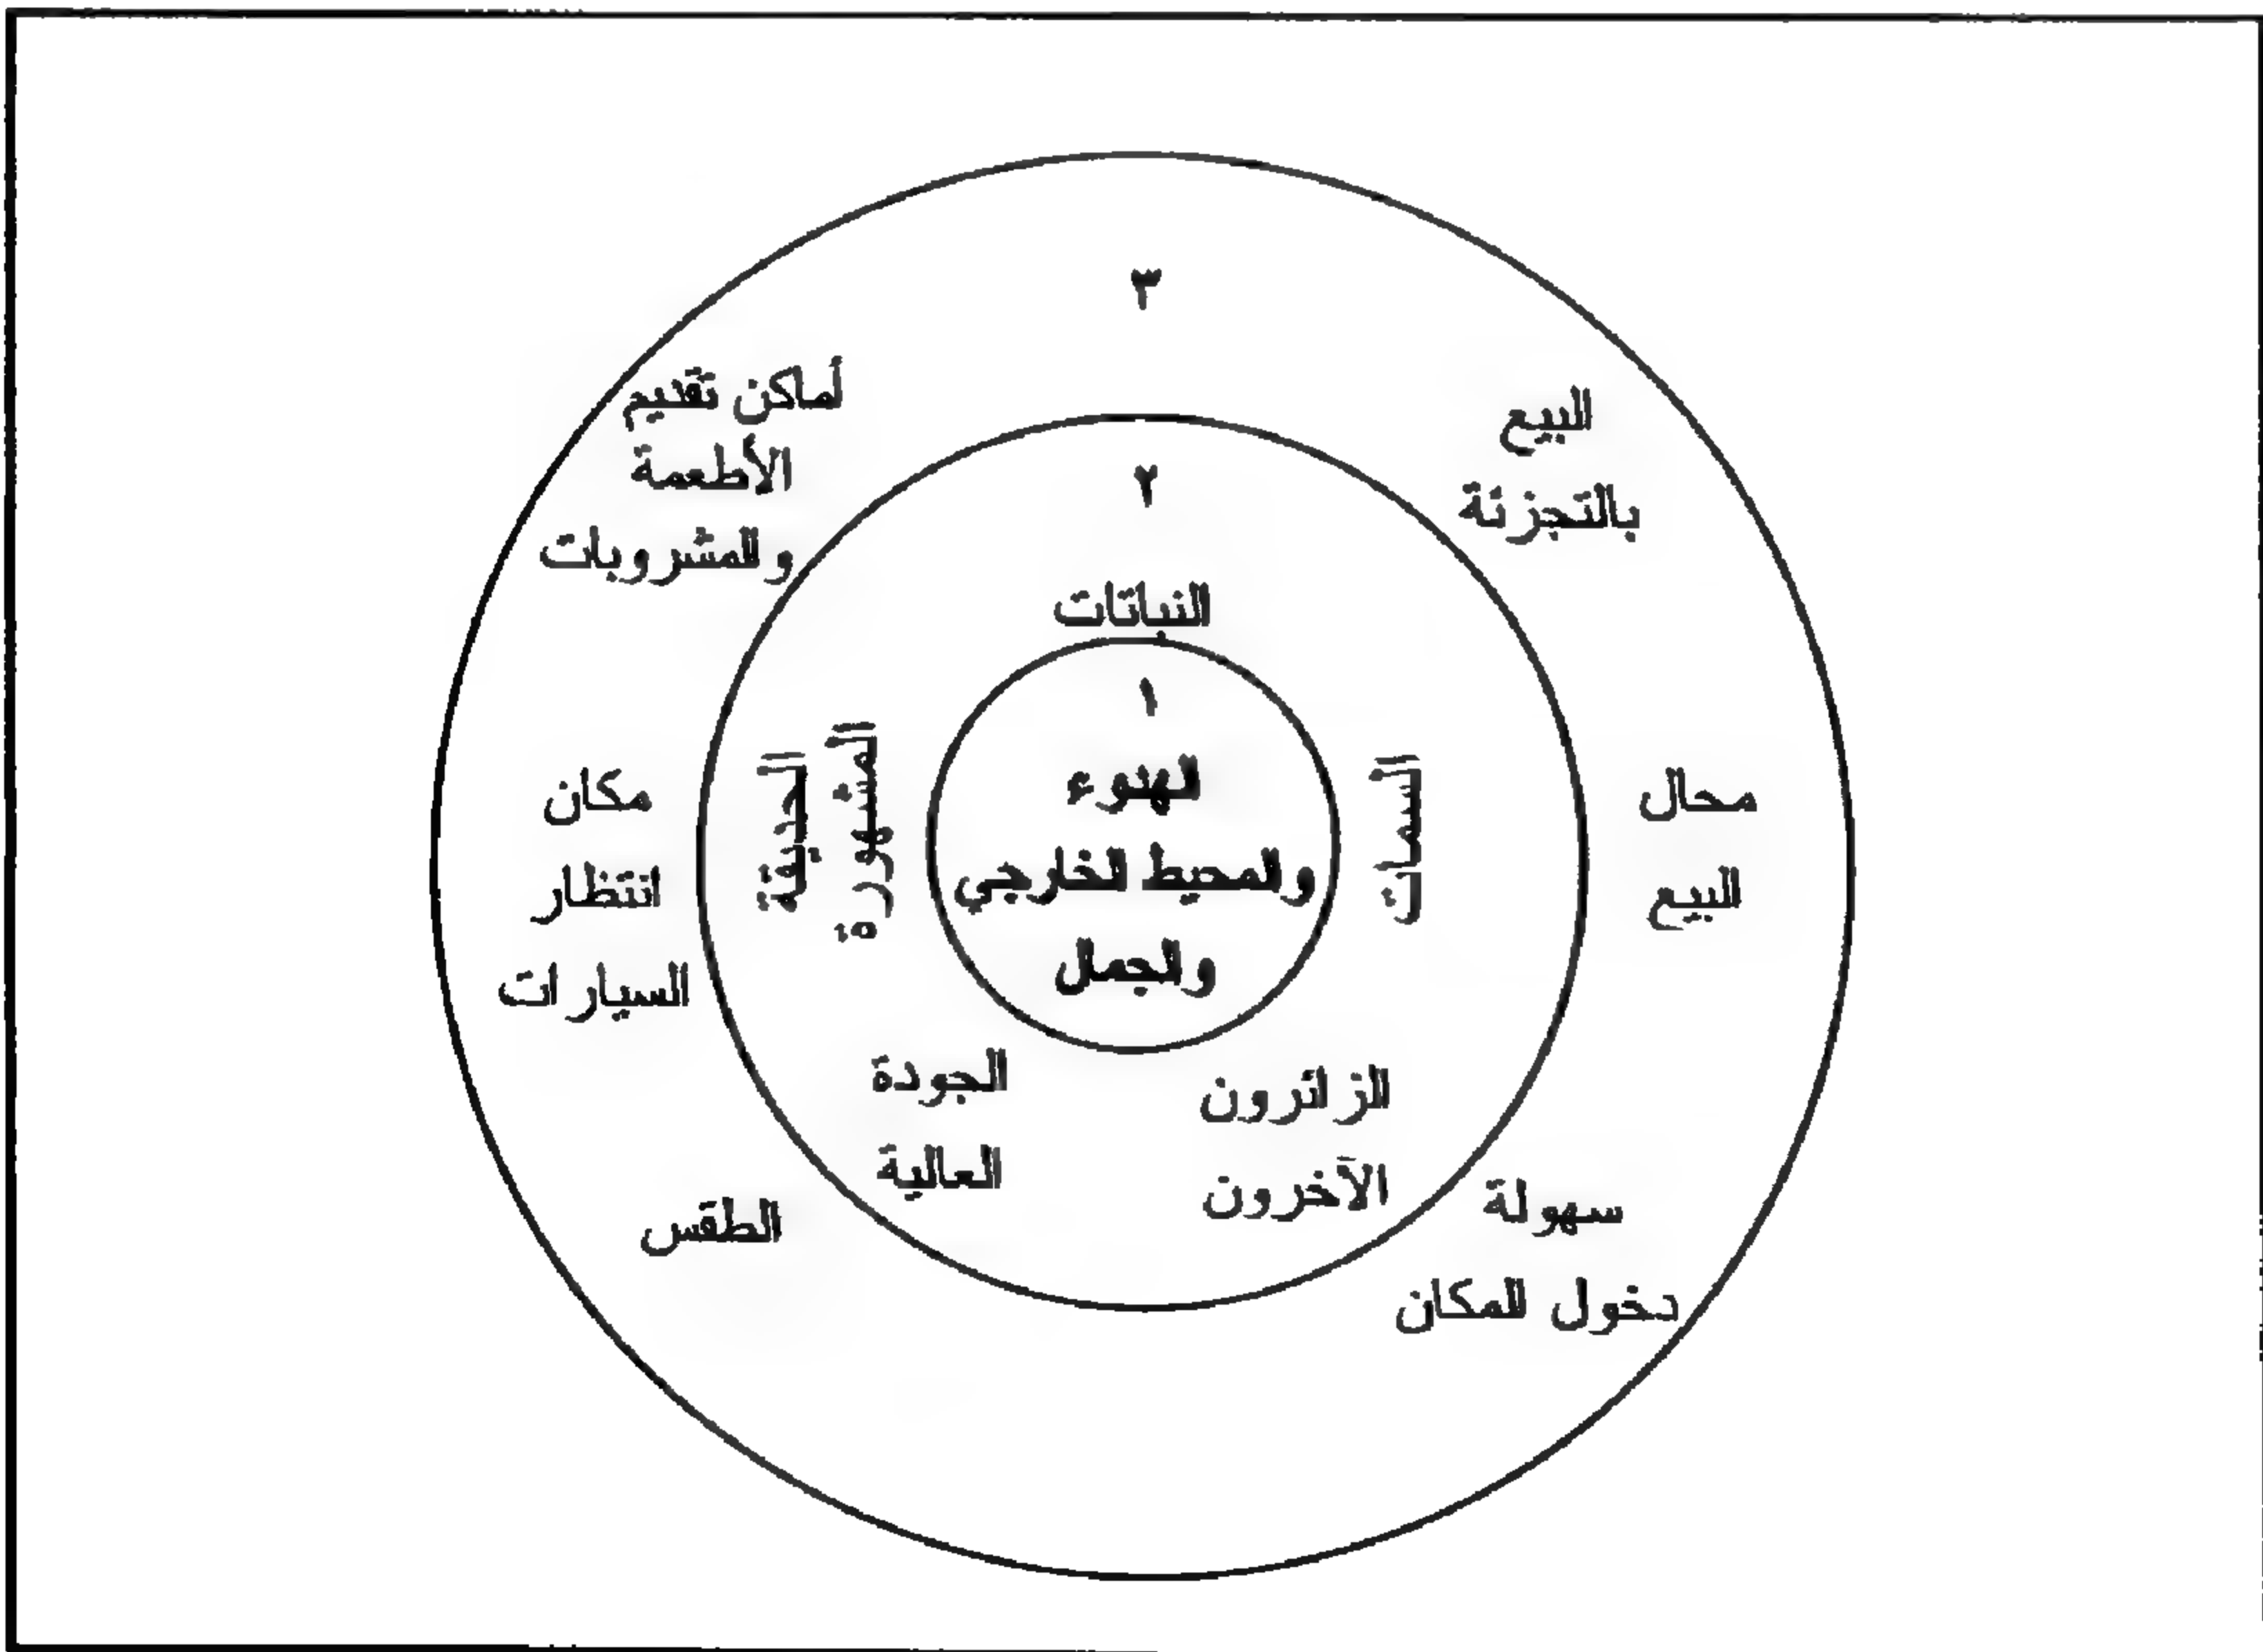 ٣
أماكن تقديم
الأطعمة
والمشروبات
البيع
بالتجزئة
٢
النباتات
١
الهدوء
والمحيط الخارجي
والجمال
الحديقة
المشهورة
السمات
مكان
انتظار
السيارات
محال
البيع
الجودة
العالية
الزائرون
الآخرون
الطقس
سهولة
دخول المكان